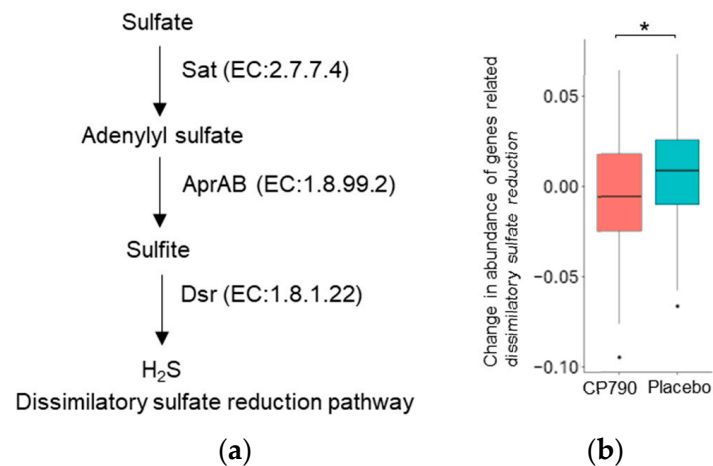 Sulfate
Sat (EC:2.7.7.4)
Adenylyl sulfate
AprAB (EC:1.8.99.2)
Sulfite
Dsr (EC:1.8.1.22)
H₂S
Dissimilatory sulfate reduction pathway
(a)
*
Change in abundance of genes related
dissimilatory sulfate reduction
0.05
0.00
−0.05
−0.10
CP790 Placebo
(b)